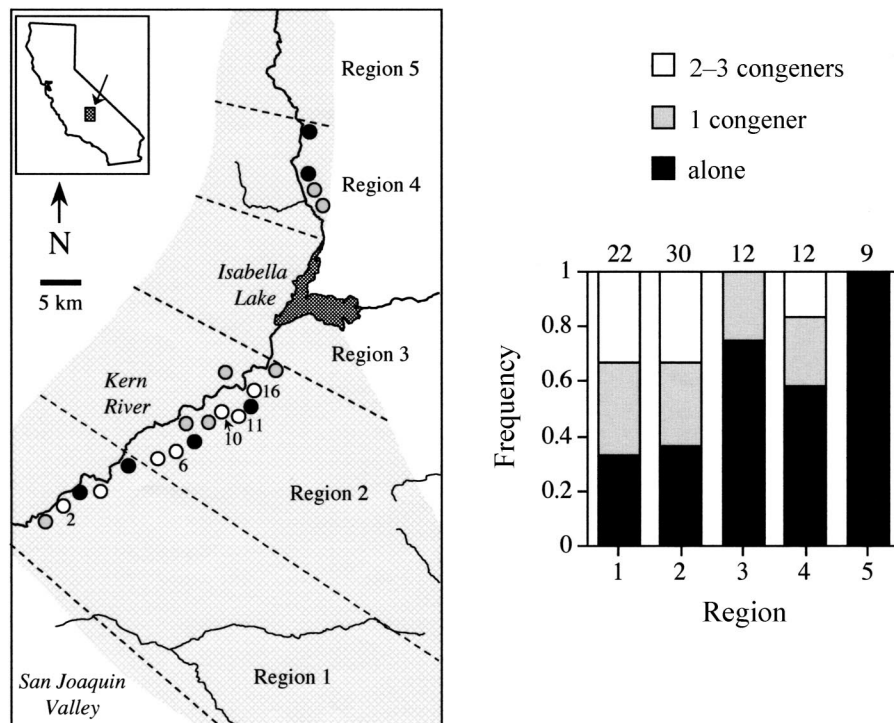 Region 5
Region 4
N
5 km
Isabella
Lake
Region 3
Kern
River
16
11
10
6
Region 2
2
Region 1
San Joaquin
Valley
2–3 congeners
1 congener
alone
22 30 12 12 9
Frequency
1
0.8
0.6
0.4
0.2
0
1 2 3 4 5
Region